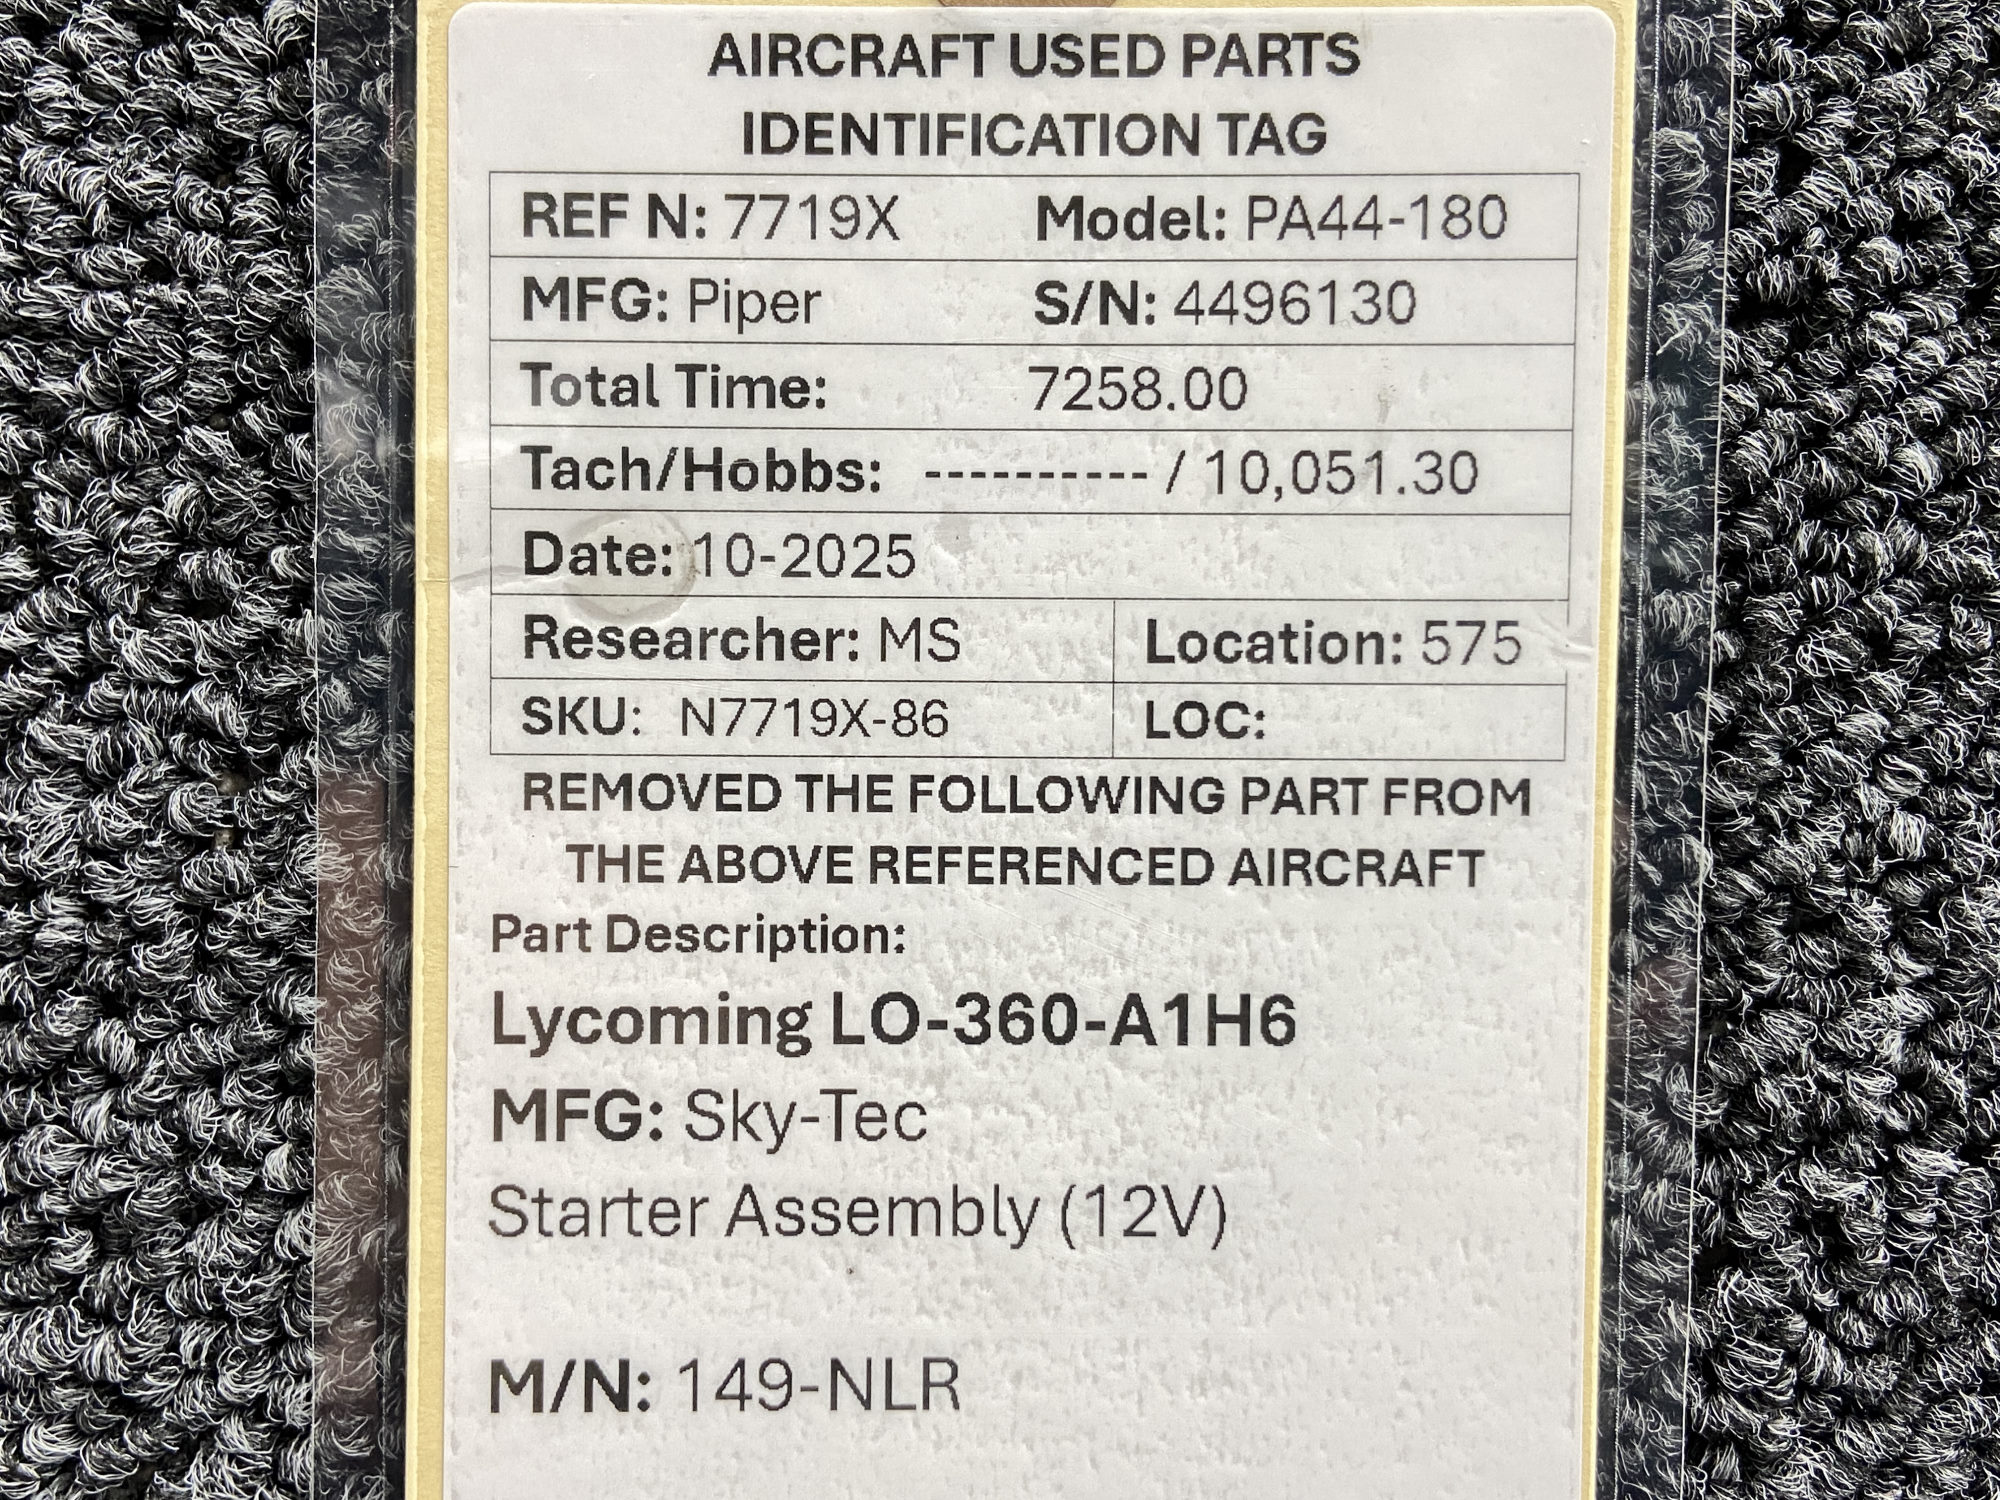 AIRCRAFT USED PARTS
IDENTIFICATION TAG
REF N: 7719X Model: PA44-180
MFG: Piper S/N: 4496130
Total Time: 7258.00
Tach/Hobbs: ---------- / 10,051.30
Date: 10-2025
Researcher: MS Location: 575
SKU: N7719X-86 LOC:
REMOVED THE FOLLOWING PART FROM
THE ABOVE REFERENCED AIRCRAFT
Part Description:
Lycoming LO-360-A1H6
MFG: Sky-Tec
Starter Assembly (12V)
M/N: 149-NLR